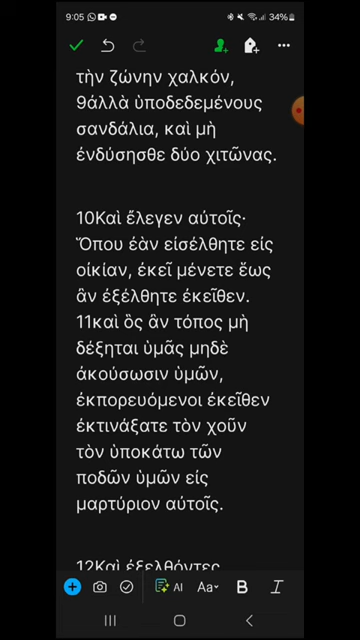 9:05
34%
τὴν ζώνην χαλκόν,
9ἀλλὰ ὑποδεδεμένους
σανδάλια, καὶ μὴ
ἐνδύσησθε δύο χιτῶνας.
10Καὶ ἔλεγεν αὐτοῖς·
Ὅπου ἐὰν εἰσέλθητε εἰς
οἰκίαν, ἐκεῖ μένετε ἕως
ἂν ἐξέλθητε ἐκεῖθεν.
11καὶ ὃς ἂν τόπος μὴ
δέξηται ὑμᾶς μηδὲ
ἀκούσωσιν ὑμῶν,
ἐκπορευόμενοι ἐκεῖθεν
ἐκτινάξατε τὸν χοῦν
τὸν ὑποκάτω τῶν
ποδῶν ὑμῶν εἰς
μαρτύριον αὐτοῖς.
12Καὶ ἐξελθόντες
AI Aa B I